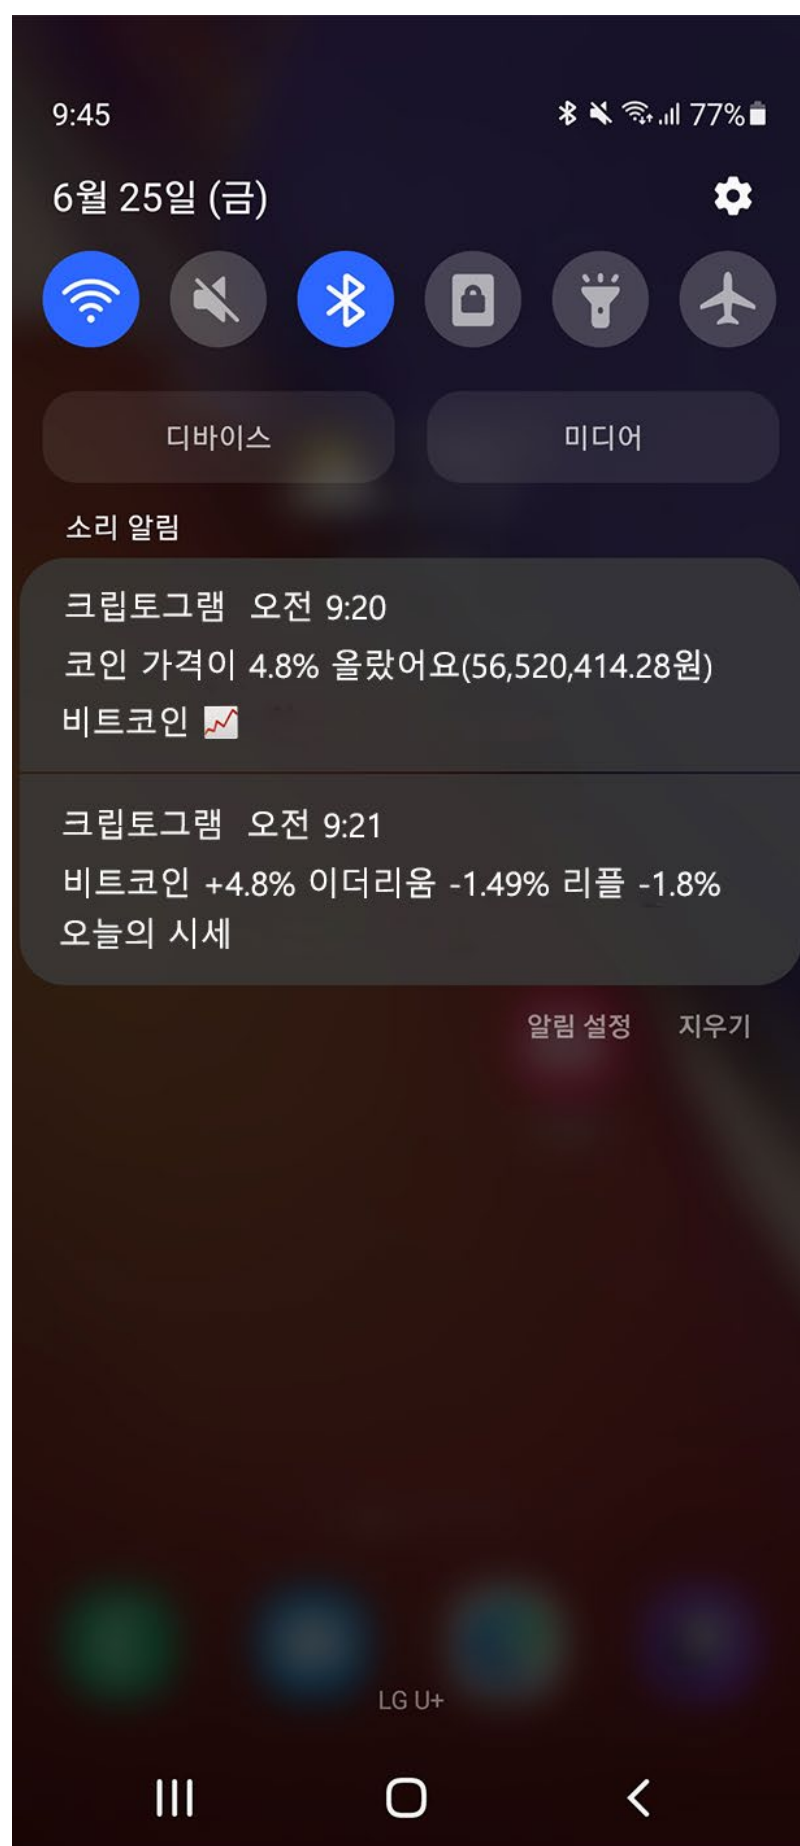 9:45 77%
6월 25일 (금)
디바이스 미디어
소리 알림
크립토그램 오전 9:20
코인 가격이 4.8% 올랐어요(56,520,414.28원)
비트코인 📈
크립토그램 오전 9:21
비트코인 +4.8% 이더리움 -1.49% 리플 -1.8%
오늘의 시세
알림 설정 지우기
LG U+